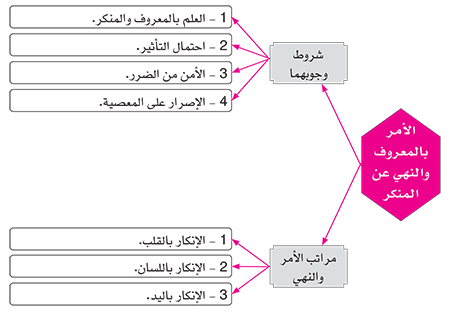 الأمر
بالمعروف
والنهي عن
المنكر
شروط
وجوبهما
1 - العلم بالمعروف والمنكر.
2 - احتمال التأثير.
3 - الأمن من الضرر.
4 - الإصرار على المعصية.
مراتب الأمر
والنهي
1 - الإنكار بالقلب.
2 - الإنكار باللسان.
3 - الإنكار باليد.